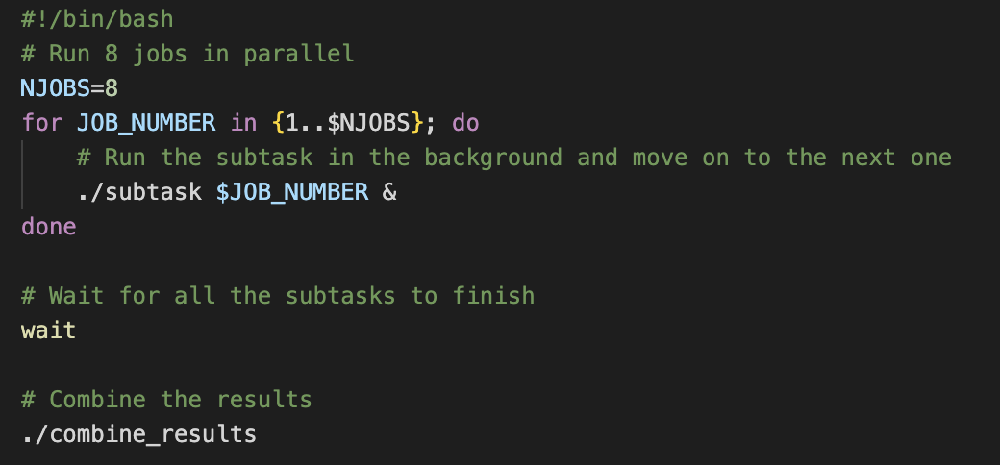 #!/bin/bash
# Run 8 jobs in parallel
NJOBS=8
for JOB_NUMBER in {1..$NJOBS}; do
    # Run the subtask in the background and move on to the next one
    ./subtask $JOB_NUMBER &
done
# Wait for all the subtasks to finish
wait
# Combine the results
./combine_results